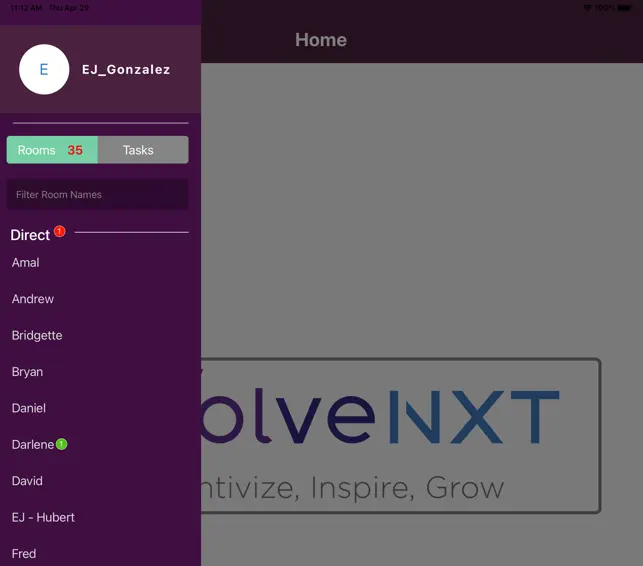 11:12 AM Thu Apr 29
100%
Home
E
EJ_Gonzalez
Rooms 35
Tasks
Filter Room Names
Direct 1
Amal
Andrew
Bridgette
Bryan
Daniel
Darlene 1
David
EJ - Hubert
Fred
olveNXT
ntivize, Inspire, Grow